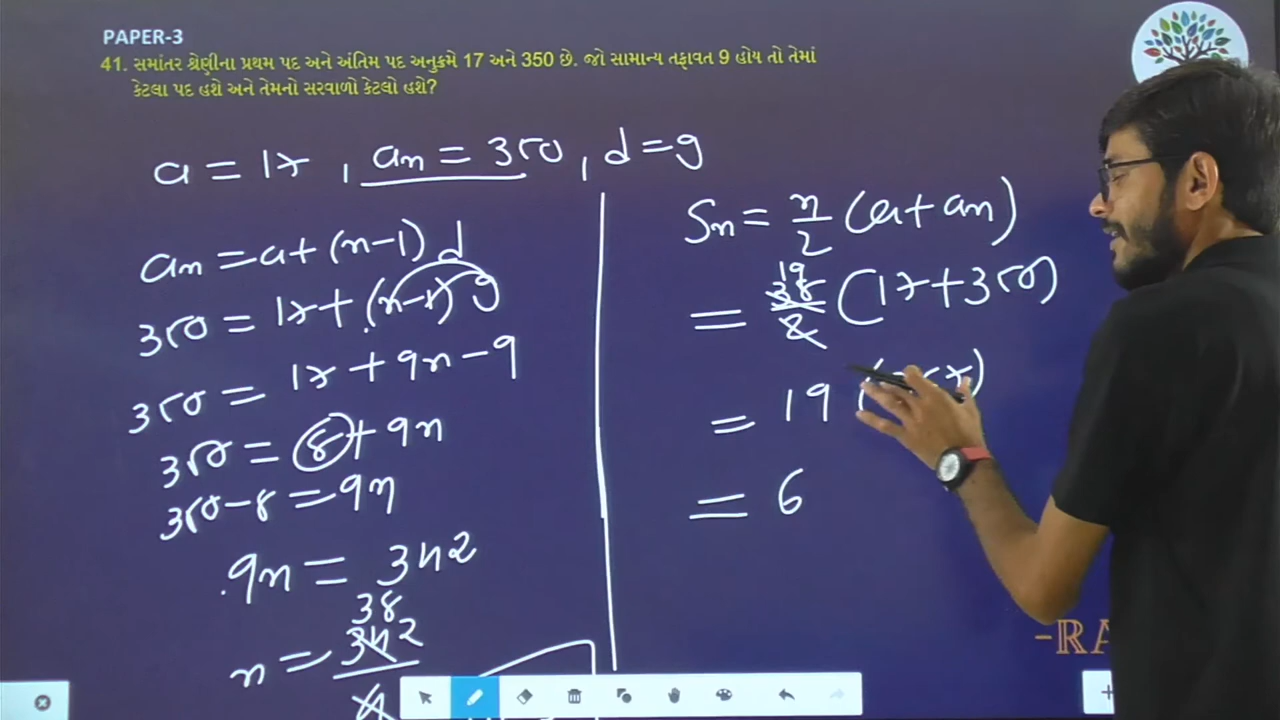 PAPER-3
41. સમાંતર શ્રેણીના પ્રથમ પદ અને અંતિમ પદ અનુક્રમે 17 અને 350 છે. જો સામાન્ય તફાવત 9 હોય તો તેમાં
કેટલા પદ હશે અને તેમનો સરવાળો કેટલો હશે?
a = 17 , an = 350 , d = 9
an = a + (n-1) d
350 = 17 + (n-1) 9
350 = 17 + 9n - 9
350 = 8 + 9n
350 - 8 = 9n
9n = 342
38
n = 342
Sn = n/2 (a + an)
19
= 38/2 (17 + 350)
= 19
= 6
-RA